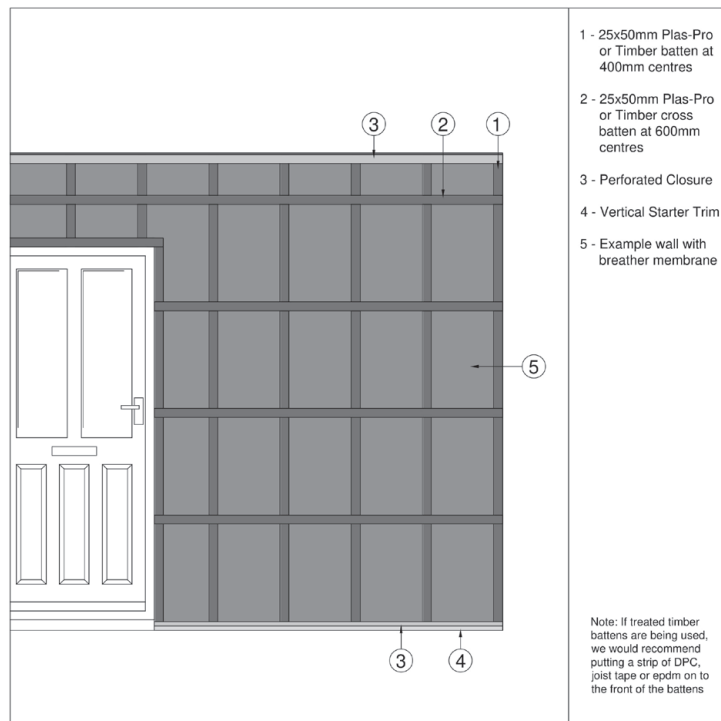 1 - 25x50mm Plas-Pro
or Timber batten at
400mm centres
2 - 25x50mm Plas-Pro
or Timber cross
batten at 600mm
centres
3 - Perforated Closure
4 - Vertical Starter Trim
5 - Example wall with
breather membrane
3
2
1
5
3
4
Note: If treated timber
battens are being used,
we would recommend
putting a strip of DPC,
joist tape or epdm on to
the front of the battens